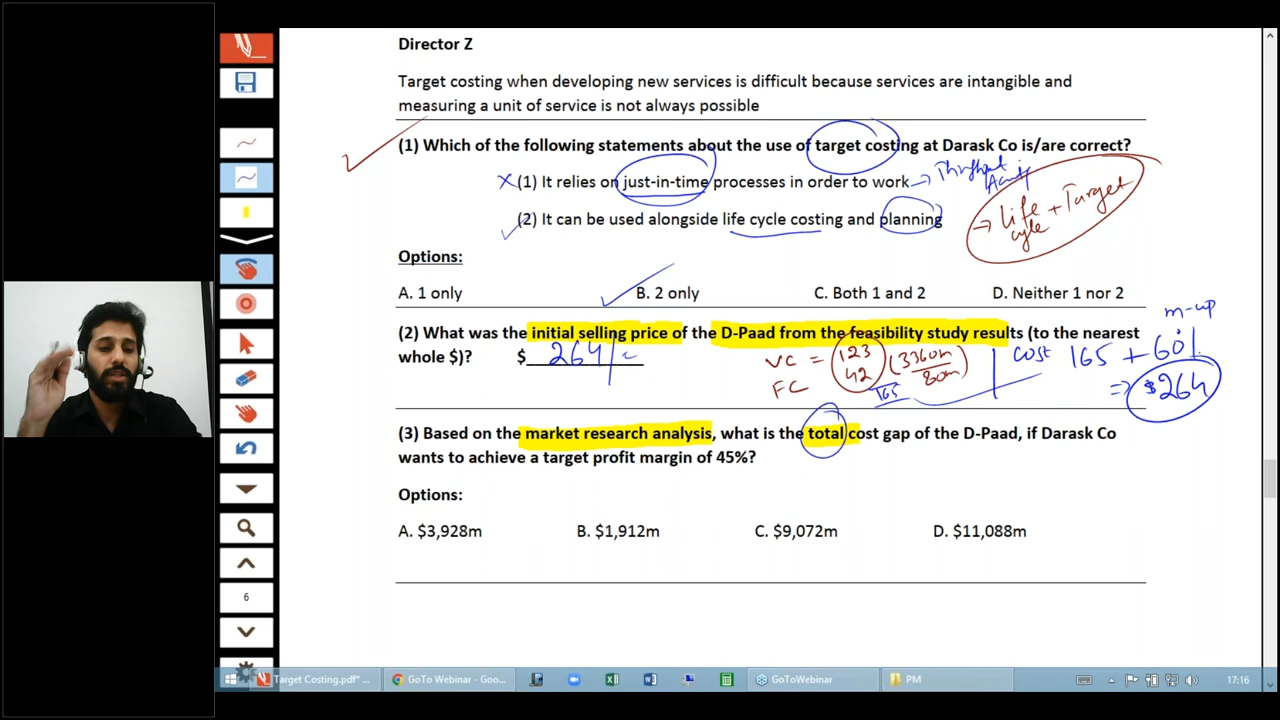 Director Z
Target costing when developing new services is difficult because services are intangible and
measuring a unit of service is not always possible
(1) Which of the following statements about the use of target costing at Darask Co is/are correct?
(1) It relies on just-in-time processes in order to work → Throughput
(2) It can be used alongside life cycle costing and planning
→ Life + Target
cycle
Options:
A. 1 only B. 2 only C. Both 1 and 2 D. Neither 1 nor 2
m-up
(2) What was the initial selling price of the D-Paad from the feasibility study results (to the nearest
whole $)? $ 264/=
VC = 123 (3360m/80m) cost 165 + 60%
FC 42
165 ⇒ $264
(3) Based on the market research analysis, what is the total cost gap of the D-Paad, if Darask Co
wants to achieve a target profit margin of 45%?
Options:
A. $3,928m B. $1,912m C. $9,072m D. $11,088m
6
Target Costing.pdf* ... GoTo Webinar - Goo... GoToWebinar PM 17:16